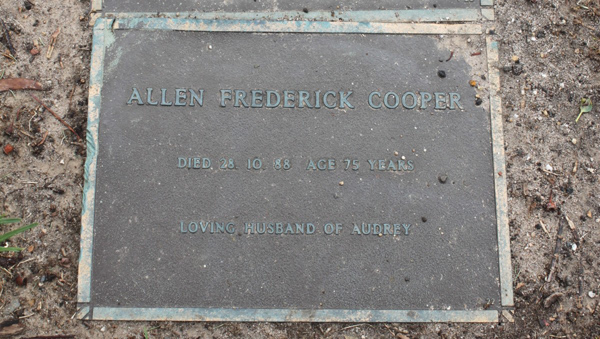 ALLEN FREDERICK COOPER
DIED 28. 10. 88 AGE 75 YEARS
LOVING HUSBAND OF AUDREY